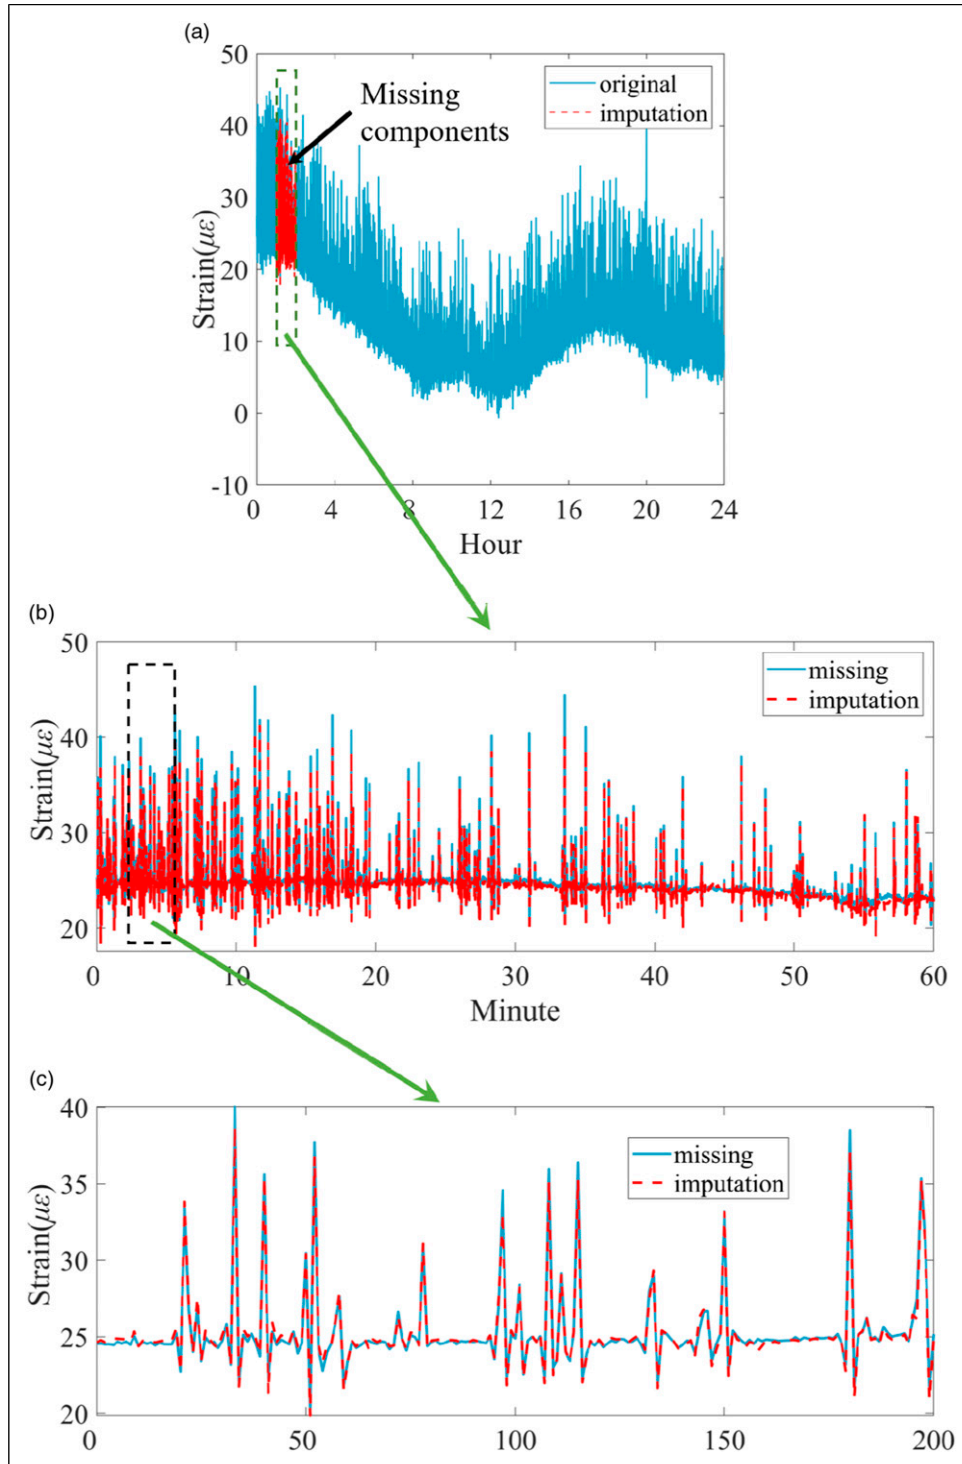 (a)
50
40
30
20
10
0
-10
Strain(με)
Missing
components
original
imputation
0 4 8 12 16 20 24
Hour
(b)
50
40
30
20
Strain(με)
missing
imputation
0 10 20 30 40 50 60
Minute
(c)
40
35
30
25
20
Strain(με)
missing
imputation
0 50 100 150 200